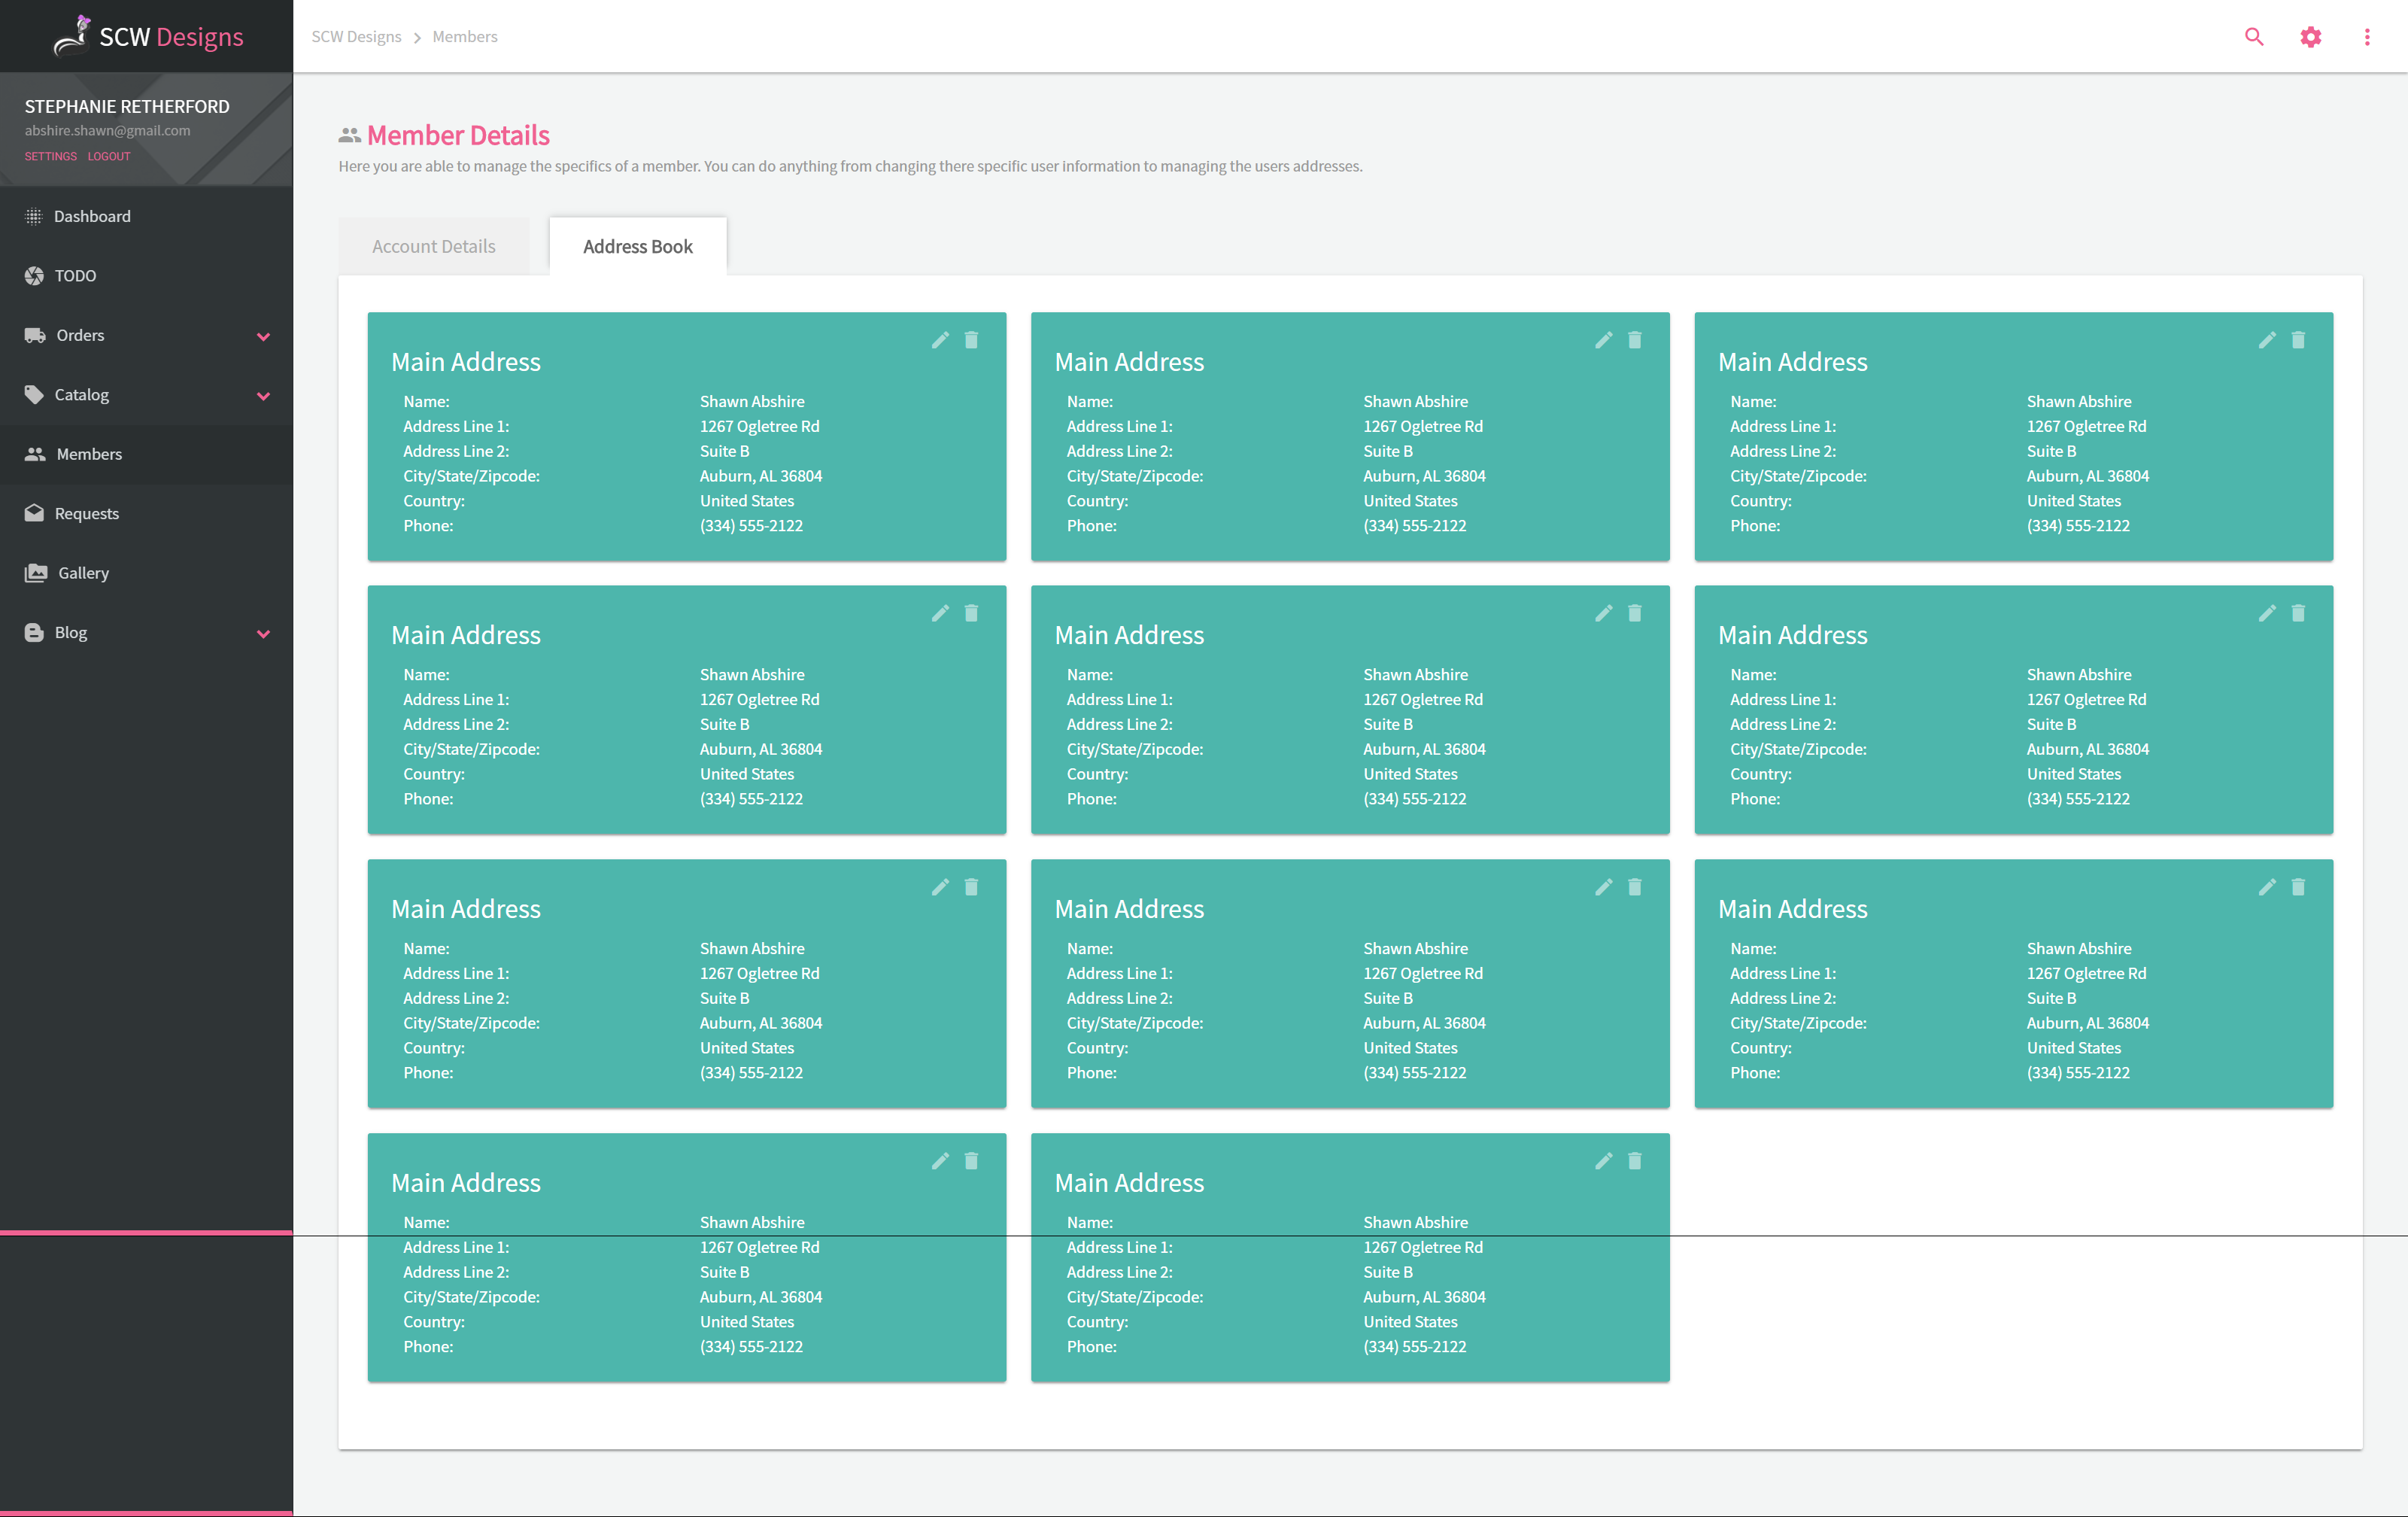 SCW Designs
SCW Designs Members
STEPHANIE RETHERFORD
abshire.shawn@gmail.com
SETTINGS LOGOUT
Dashboard
TODO
Orders
Catalog
Members
Requests
Gallery
Blog
Member Details
Here you are able to manage the specifics of a member. You can do anything from changing there specific user information to managing the users addresses.
Account Details Address Book
Main Address
Name: Shawn Abshire
Address Line 1: 1267 Ogletree Rd
Address Line 2: Suite B
City/State/Zipcode: Auburn, AL 36804
Country: United States
Phone: (334) 555-2122
Main Address
Name: Shawn Abshire
Address Line 1: 1267 Ogletree Rd
Address Line 2: Suite B
City/State/Zipcode: Auburn, AL 36804
Country: United States
Phone: (334) 555-2122
Main Address
Name: Shawn Abshire
Address Line 1: 1267 Ogletree Rd
Address Line 2: Suite B
City/State/Zipcode: Auburn, AL 36804
Country: United States
Phone: (334) 555-2122
Main Address
Name: Shawn Abshire
Address Line 1: 1267 Ogletree Rd
Address Line 2: Suite B
City/State/Zipcode: Auburn, AL 36804
Country: United States
Phone: (334) 555-2122
Main Address
Name: Shawn Abshire
Address Line 1: 1267 Ogletree Rd
Address Line 2: Suite B
City/State/Zipcode: Auburn, AL 36804
Country: United States
Phone: (334) 555-2122
Main Address
Name: Shawn Abshire
Address Line 1: 1267 Ogletree Rd
Address Line 2: Suite B
City/State/Zipcode: Auburn, AL 36804
Country: United States
Phone: (334) 555-2122
Main Address
Name: Shawn Abshire
Address Line 1: 1267 Ogletree Rd
Address Line 2: Suite B
City/State/Zipcode: Auburn, AL 36804
Country: United States
Phone: (334) 555-2122
Main Address
Name: Shawn Abshire
Address Line 1: 1267 Ogletree Rd
Address Line 2: Suite B
City/State/Zipcode: Auburn, AL 36804
Country: United States
Phone: (334) 555-2122
Main Address
Name: Shawn Abshire
Address Line 1: 1267 Ogletree Rd
Address Line 2: Suite B
City/State/Zipcode: Auburn, AL 36804
Country: United States
Phone: (334) 555-2122
Main Address
Name: Shawn Abshire
Address Line 1: 1267 Ogletree Rd
Address Line 2: Suite B
City/State/Zipcode: Auburn, AL 36804
Country: United States
Phone: (334) 555-2122
Main Address
Name: Shawn Abshire
Address Line 1: 1267 Ogletree Rd
Address Line 2: Suite B
City/State/Zipcode: Auburn, AL 36804
Country: United States
Phone: (334) 555-2122